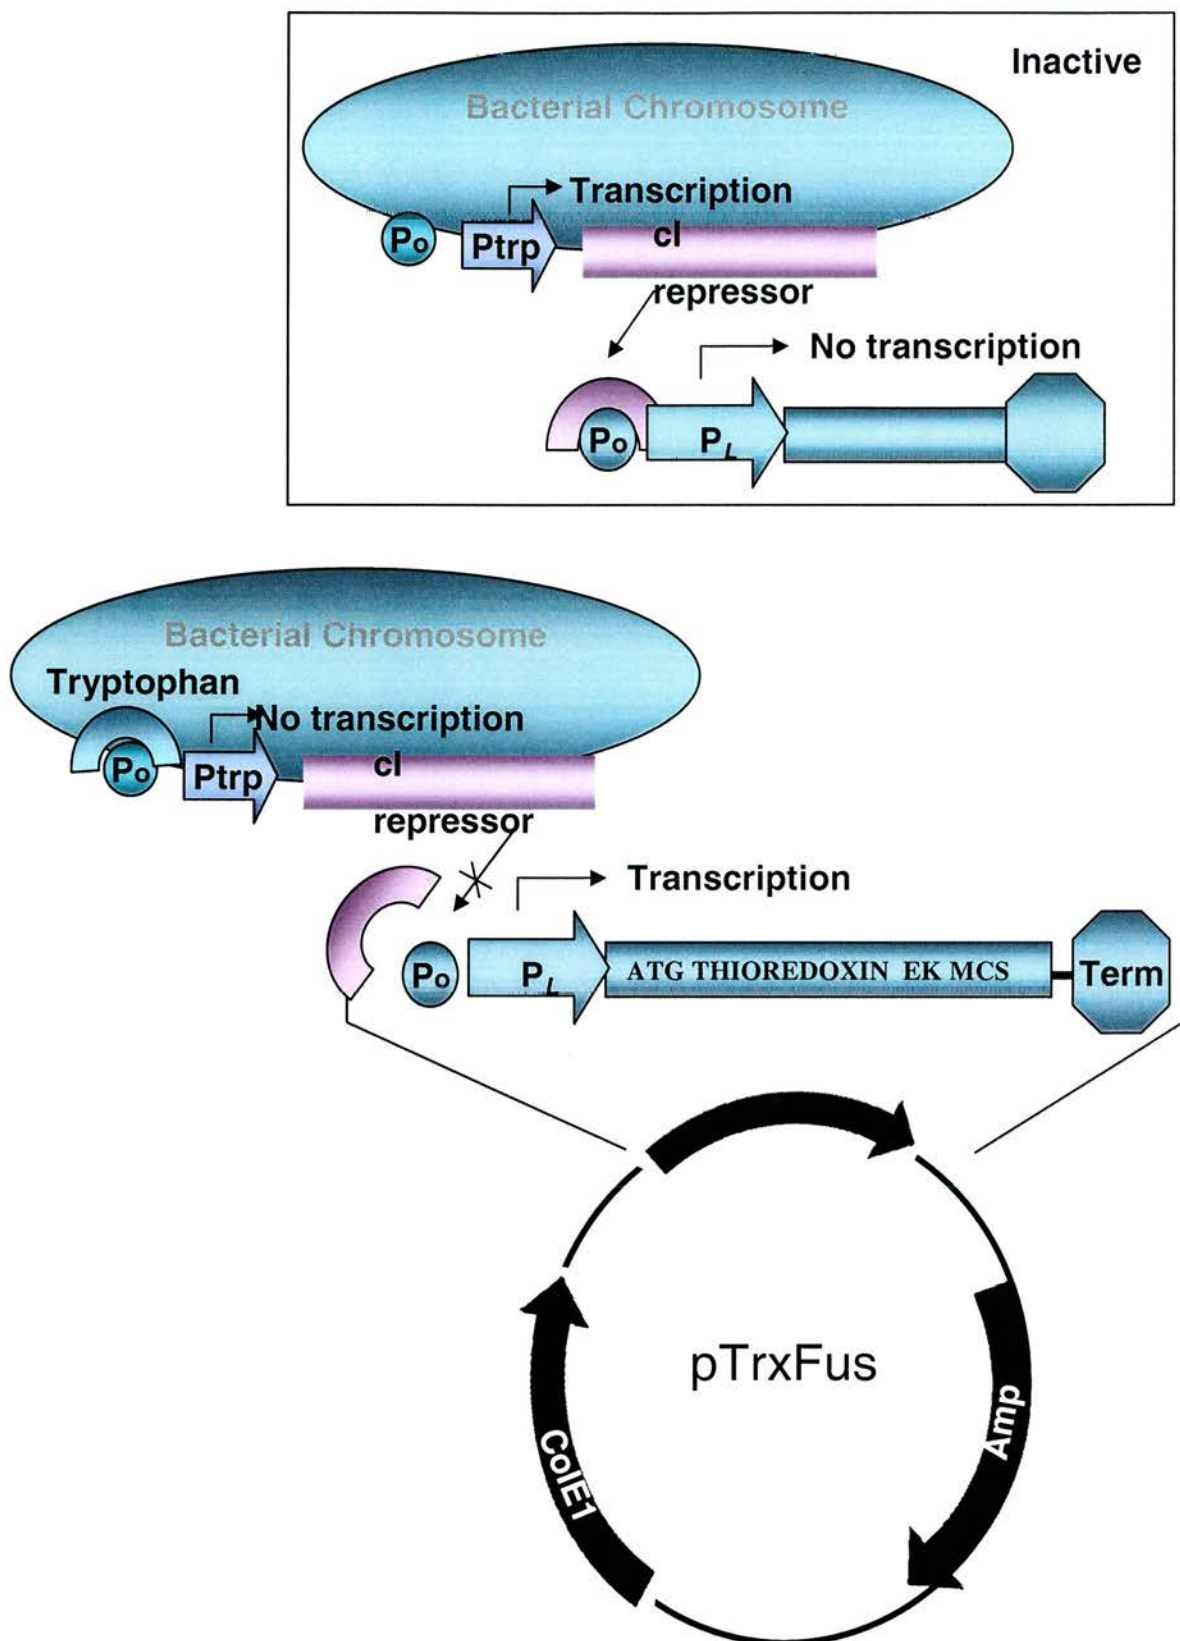 Inactive
Bacterial Chromosome
Transcription
Po
Ptrp
cI
repressor
No transcription
Po
PL
Bacterial Chromosome
Tryptophan
No transcription
Po
Ptrp
cI
repressor
Transcription
Po
PL
ATG THIOREDOXIN EK MCS
Term
pTrxFus
Amp
ColE1